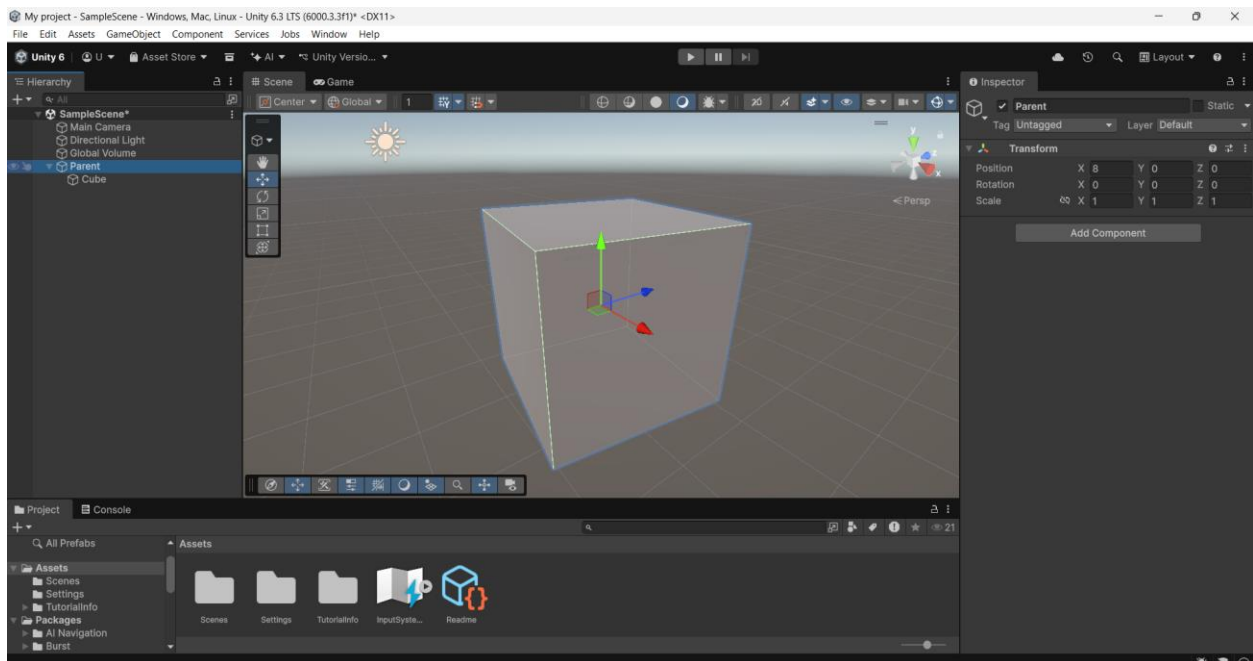 My project - SampleScene - Windows, Mac, Linux - Unity 6.3 LTS (6000.3.3f1)* <DX11>
File Edit Assets GameObject Component Services Jobs Window Help
Unity 6 U Asset Store AI Unity Versio... Layout
Hierarchy
All
SampleScene*
Main Camera
Directional Light
Global Volume
Parent
Cube
Scene Game
Center Global 1 2D
y
x
Persp
Inspector
Parent Static
Tag Untagged Layer Default
Transform
Position X 8 Y 0 Z 0
Rotation X 0 Y 0 Z 0
Scale X 1 Y 1 Z 1
Add Component
Project Console
21
All Prefabs
Assets
Scenes
Settings
TutorialInfo
Packages
AI Navigation
Burst
Assets
Scenes Settings TutorialInfo InputSyste... Readme